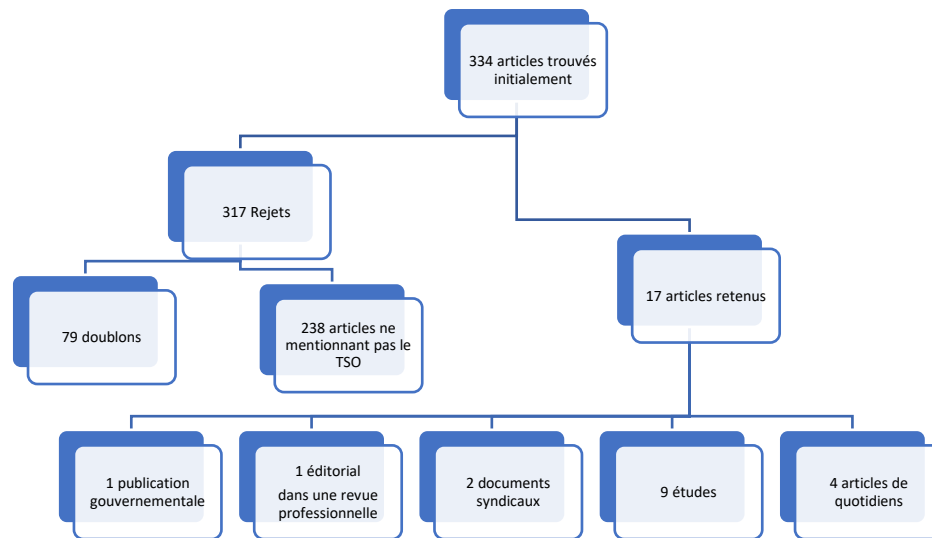 334 articles trouvés
initialement
317 Rejets
17 articles retenus
79 doublons
238 articles ne
mentionnant pas le
TSO
1 publication
gouvernementale
1 éditorial
dans une revue
professionnelle
2 documents
syndicaux
9 études
4 articles de
quotidiens